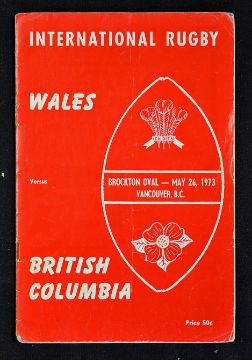 INTERNATIONAL RUGBY
WALES
Versus
BROCKTON OVAL — MAY 26, 1973
VANCOUVER, B.C.
BRITISH
COLUMBIA
Price 50c